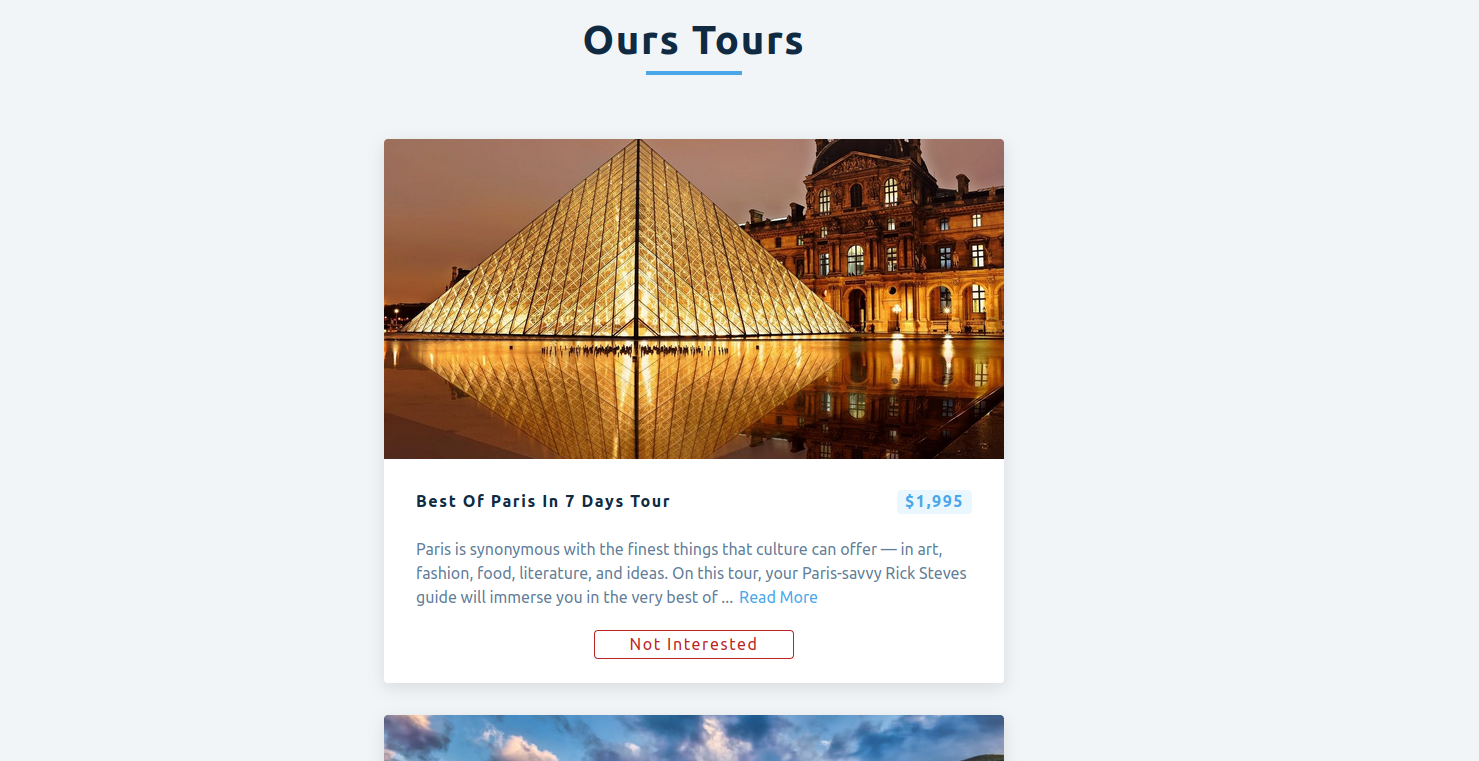 Ours Tours
Best Of Paris In 7 Days Tour
$1,995
Paris is synonymous with the finest things that culture can offer — in art,
fashion, food, literature, and ideas. On this tour, your Paris-savvy Rick Steves
guide will immerse you in the very best of ... Read More
Not Interested